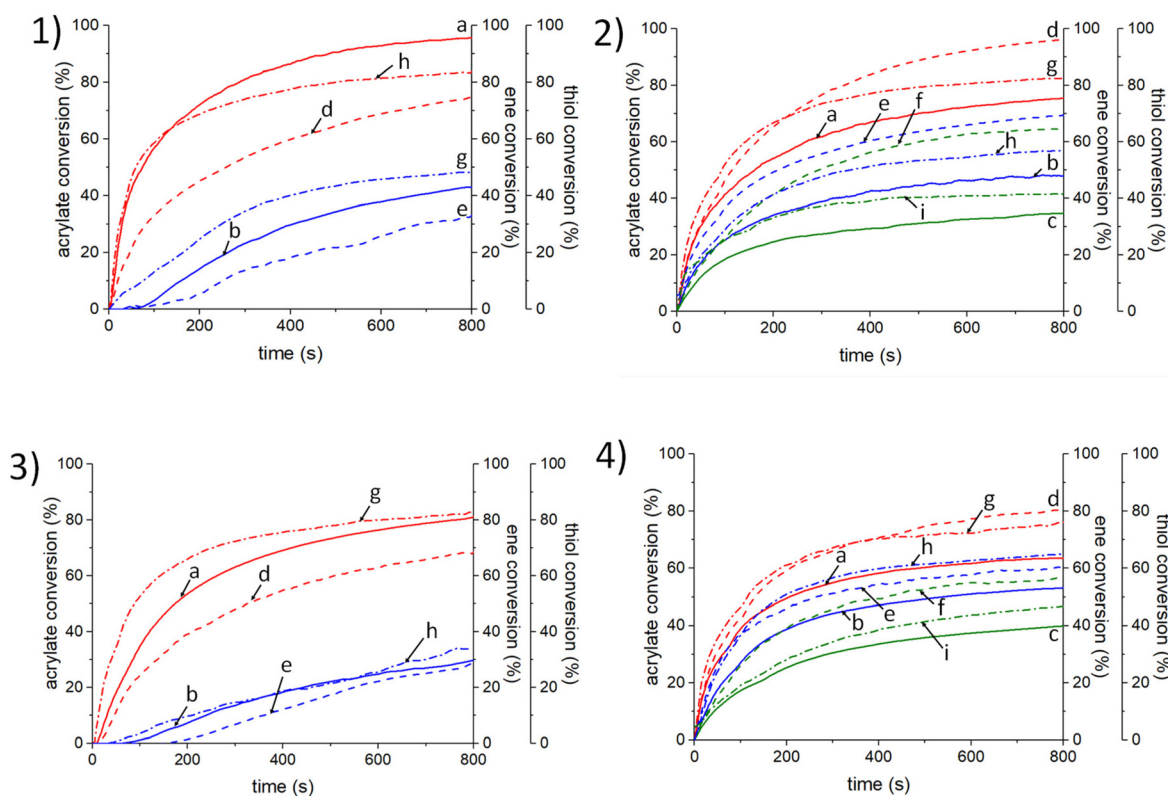 1)
acrylate conversion (%)
100
80
60
40
20
0
0 200 400 600 800
time (s)
100
80
60
40
20
0
ene conversion (%)
100
80
60
40
20
0
thiol conversion (%)
a
h
d
g
b
e
2)
acrylate conversion (%)
100
80
60
40
20
0
0 200 400 600 800
time (s)
100
80
60
40
20
0
ene conversion (%)
100
80
60
40
20
0
thiol conversion (%)
d
g
a
e
f
h
b
i
c
3)
acrylate conversion (%)
100
80
60
40
20
0
0 200 400 600 800
time (s)
100
80
60
40
20
0
ene conversion (%)
100
80
60
40
20
0
thiol conversion (%)
g
a
d
h
e
b
4)
acrylate conversion (%)
100
80
60
40
20
0
0 200 400 600 800
time (s)
100
80
60
40
20
0
ene conversion (%)
100
80
60
40
20
0
thiol conversion (%)
g
d
a
h
b
e
f
i
c